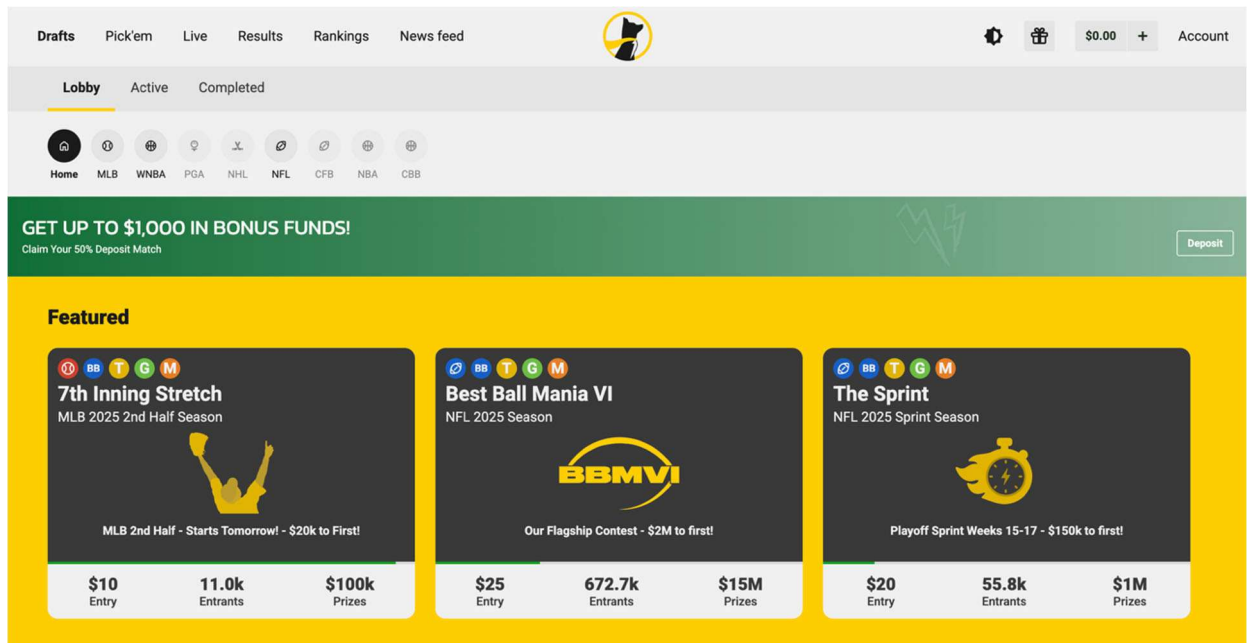 Drafts Pick'em Live Results Rankings News feed $0.00 + Account
Lobby Active Completed
Home MLB WNBA PGA NHL NFL CFB NBA CBB
GET UP TO $1,000 IN BONUS FUNDS!
Claim Your 50% Deposit Match
Deposit
Featured
BB T G M
7th Inning Stretch
MLB 2025 2nd Half Season
MLB 2nd Half - Starts Tomorrow! - $20k to First!
$10 11.0k $100k
Entry Entrants Prizes
BB T G M
Best Ball Mania VI
NFL 2025 Season
BBMVI
Our Flagship Contest - $2M to first!
$25 672.7k $15M
Entry Entrants Prizes
BB T G M
The Sprint
NFL 2025 Sprint Season
Playoff Sprint Weeks 15-17 - $150k to first!
$20 55.8k $1M
Entry Entrants Prizes